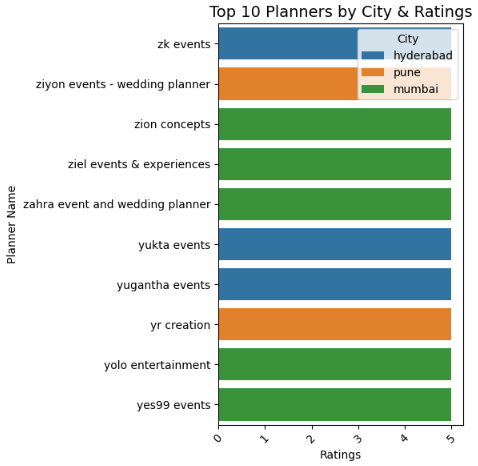 Top 10 Planners by City & Ratings
City
hyderabad
pune
mumbai
Planner Name
zk events
ziyon events - wedding planner
zion concepts
ziel events & experiences
zahra event and wedding planner
yukta events
yugantha events
yr creation
yolo entertainment
yes99 events
0 1 2 3 4 5
Ratings